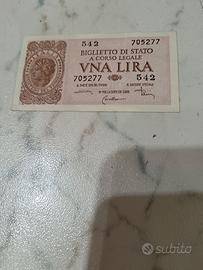 542 705277
BIGLIETTO DI STATO
A CORSO LEGALE
VNA LIRA
705277 542
subito